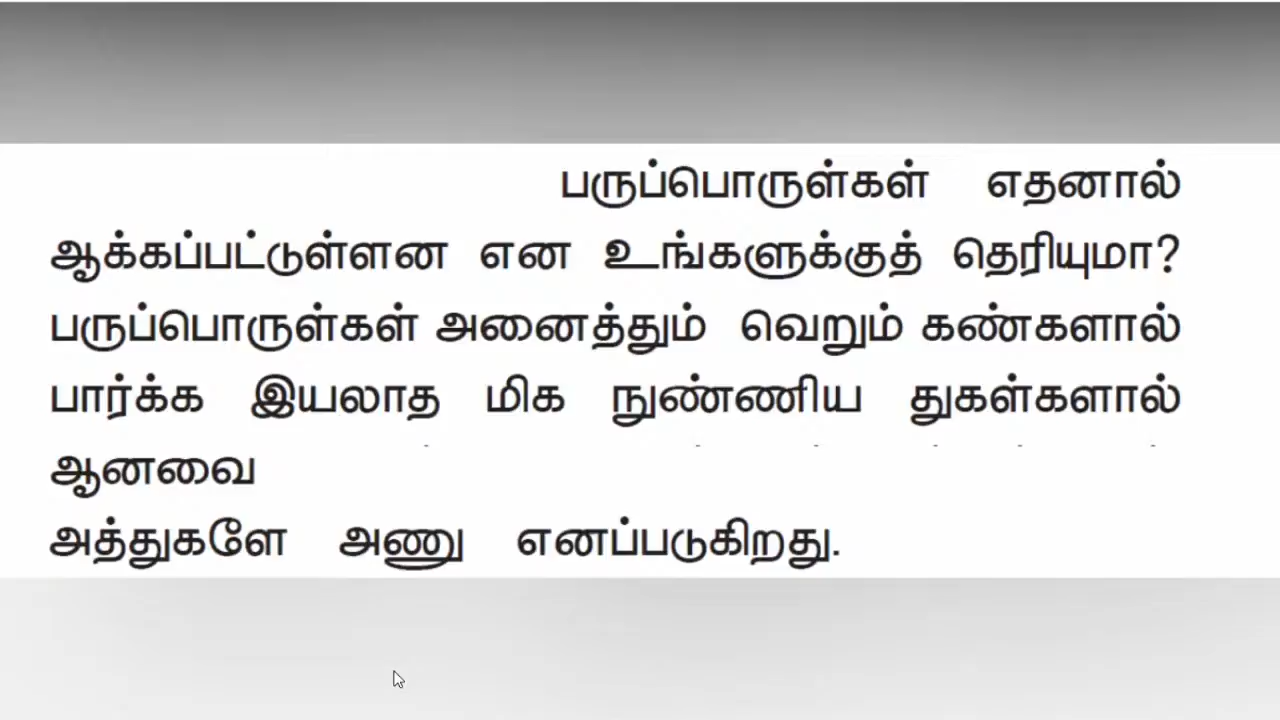 பருப்பொருள்கள் எதனால்
ஆக்கப்பட்டுள்ளன என உங்களுக்குத் தெரியுமா?
பருப்பொருள்கள் அனைத்தும் வெறும் கண்களால்
பார்க்க இயலாத மிக நுண்ணிய துகள்களால்
ஆனவை
அத்துகளே அணு எனப்படுகிறது.